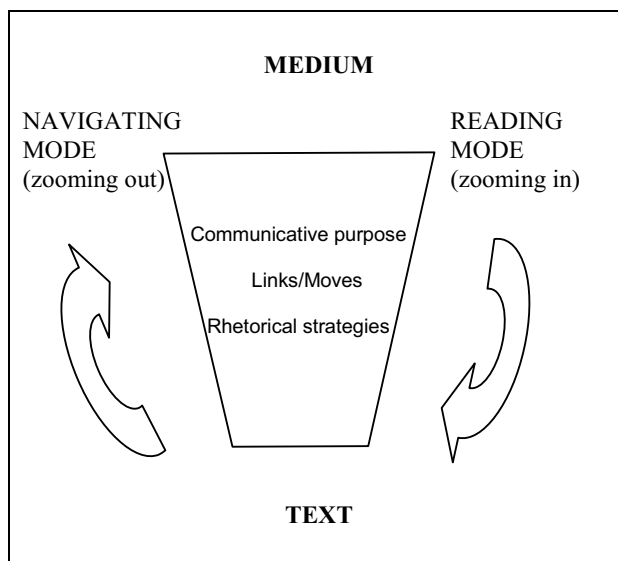 MEDIUM
NAVIGATING
MODE
(zooming out)
READING
MODE
(zooming in)
Communicative purpose
Links/Moves
Rhetorical strategies
TEXT